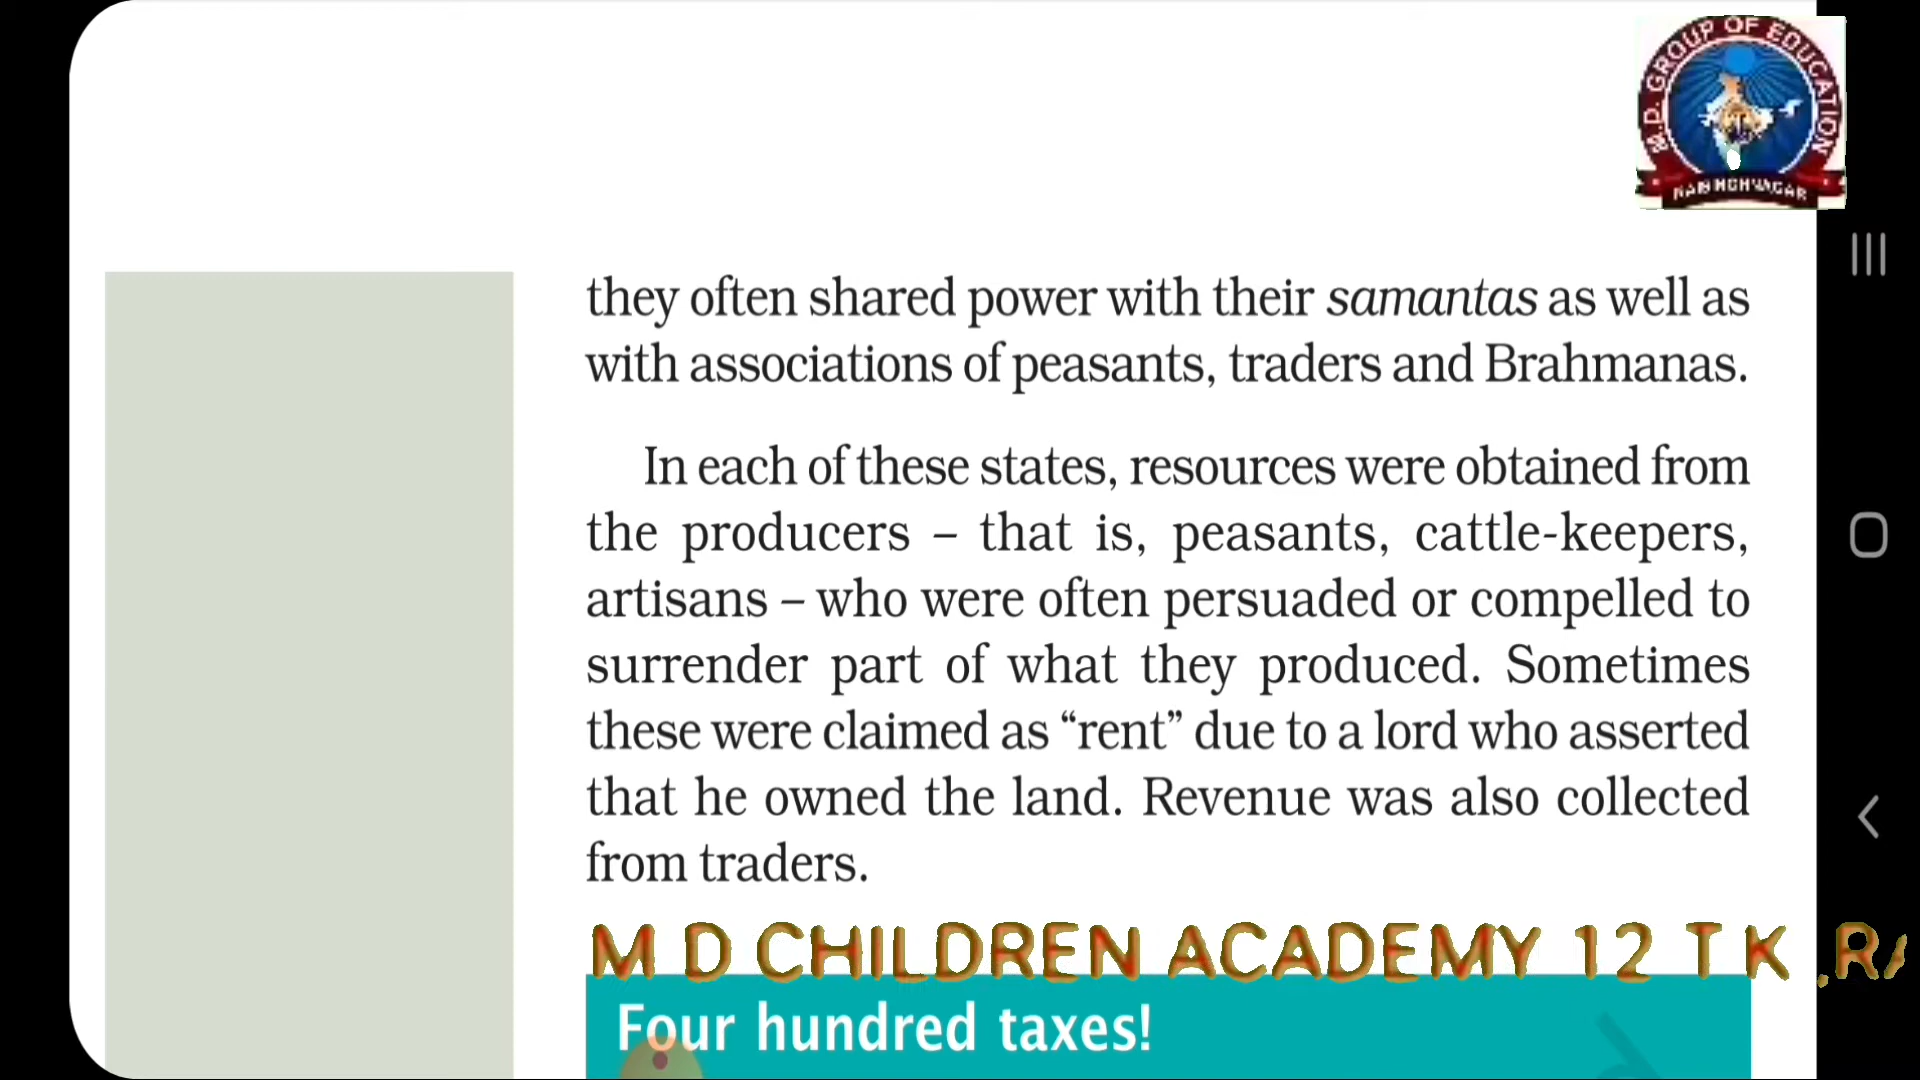 M.D. GROUP OF EDUCATION
they often shared power with their samantas as well as
with associations of peasants, traders and Brahmanas.
In each of these states, resources were obtained from
the producers – that is, peasants, cattle-keepers,
artisans – who were often persuaded or compelled to
surrender part of what they produced. Sometimes
these were claimed as “rent” due to a lord who asserted
that he owned the land. Revenue was also collected
from traders.
M D CHILDREN ACADEMY 12 T K .RA
Four hundred taxes!